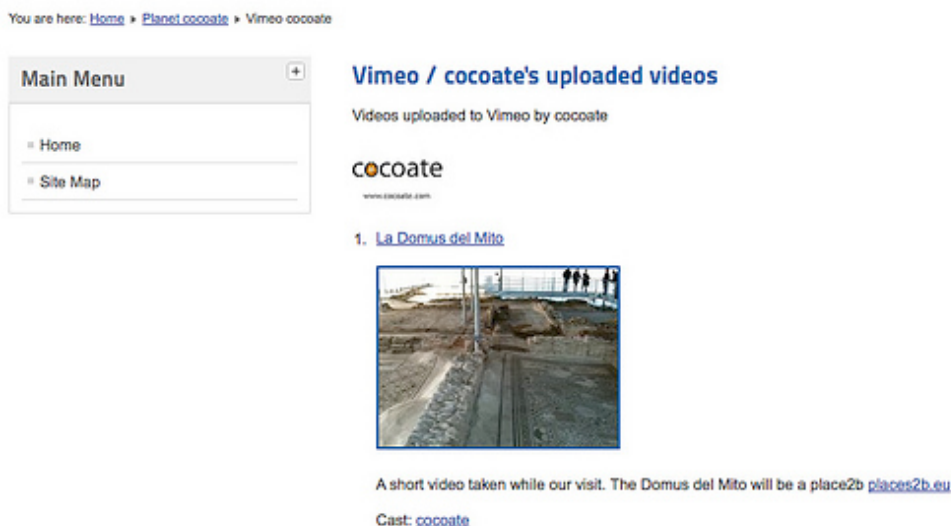 You are here: Home ▸ Planet cocoate ▸ Vimeo cocoate
Main Menu
+
Home
Site Map
Vimeo / cocoate's uploaded videos
Videos uploaded to Vimeo by cocoate
cocoate
www.cocoate.com
1. La Domus del Mito
A short video taken while our visit. The Domus del Mito will be a place2b places2b.eu
Cast: cocoate